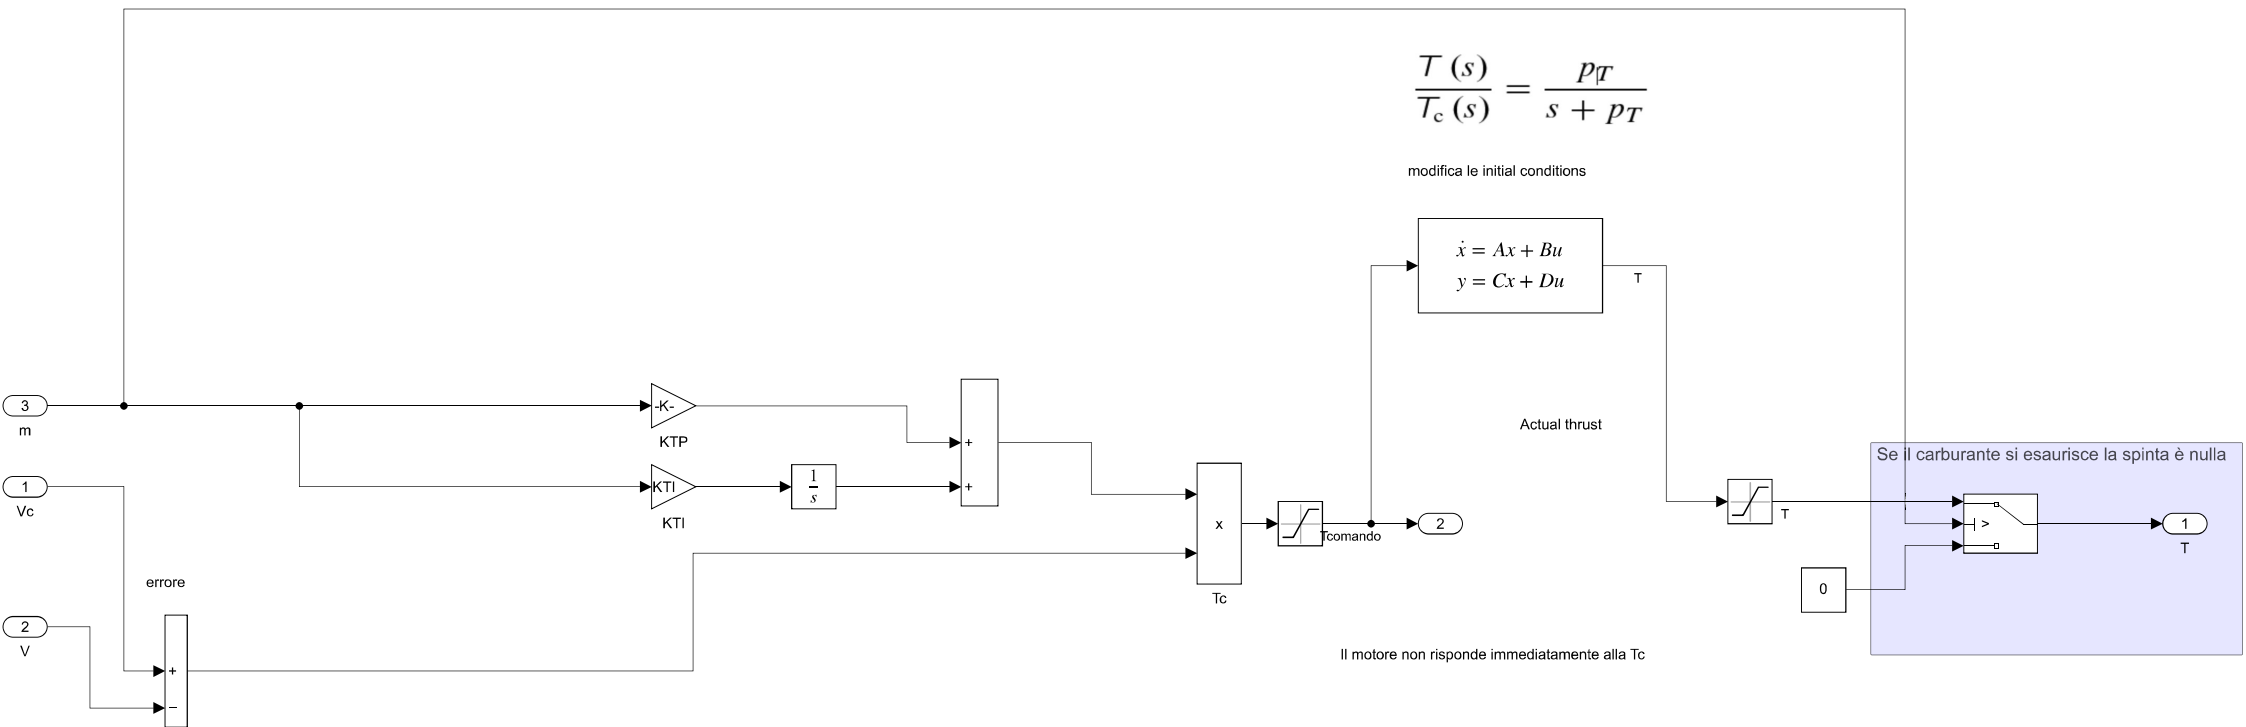 T (s)
Tc (s)
=
pT
s + pT
modifica le initial conditions
ẋ = Ax + Bu
y = Cx + Du
T
3
m
-K-
KTP
+
Actual thrust
Se il carburante si esaurisce la spinta è nulla
1
Vc
KTI
KTI
1
s
+
x
Tc
Tcomando
2
T
>
1
T
0
errore
2
V
+
−
Il motore non risponde immediatamente alla Tc